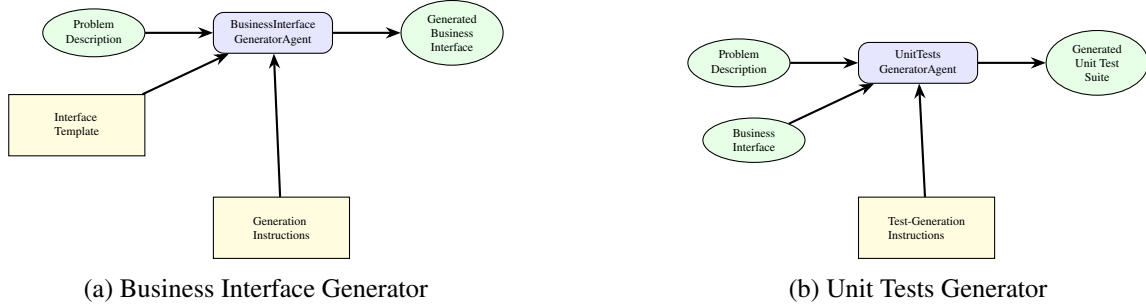 Problem
Description
BusinessInterface
GeneratorAgent
Generated
Business
Interface
Interface
Template
Generation
Instructions
(a) Business Interface Generator
Problem
Description
UnitTests
GeneratorAgent
Generated
Unit Test
Suite
Business
Interface
Test-Generation
Instructions
(b) Unit Tests Generator